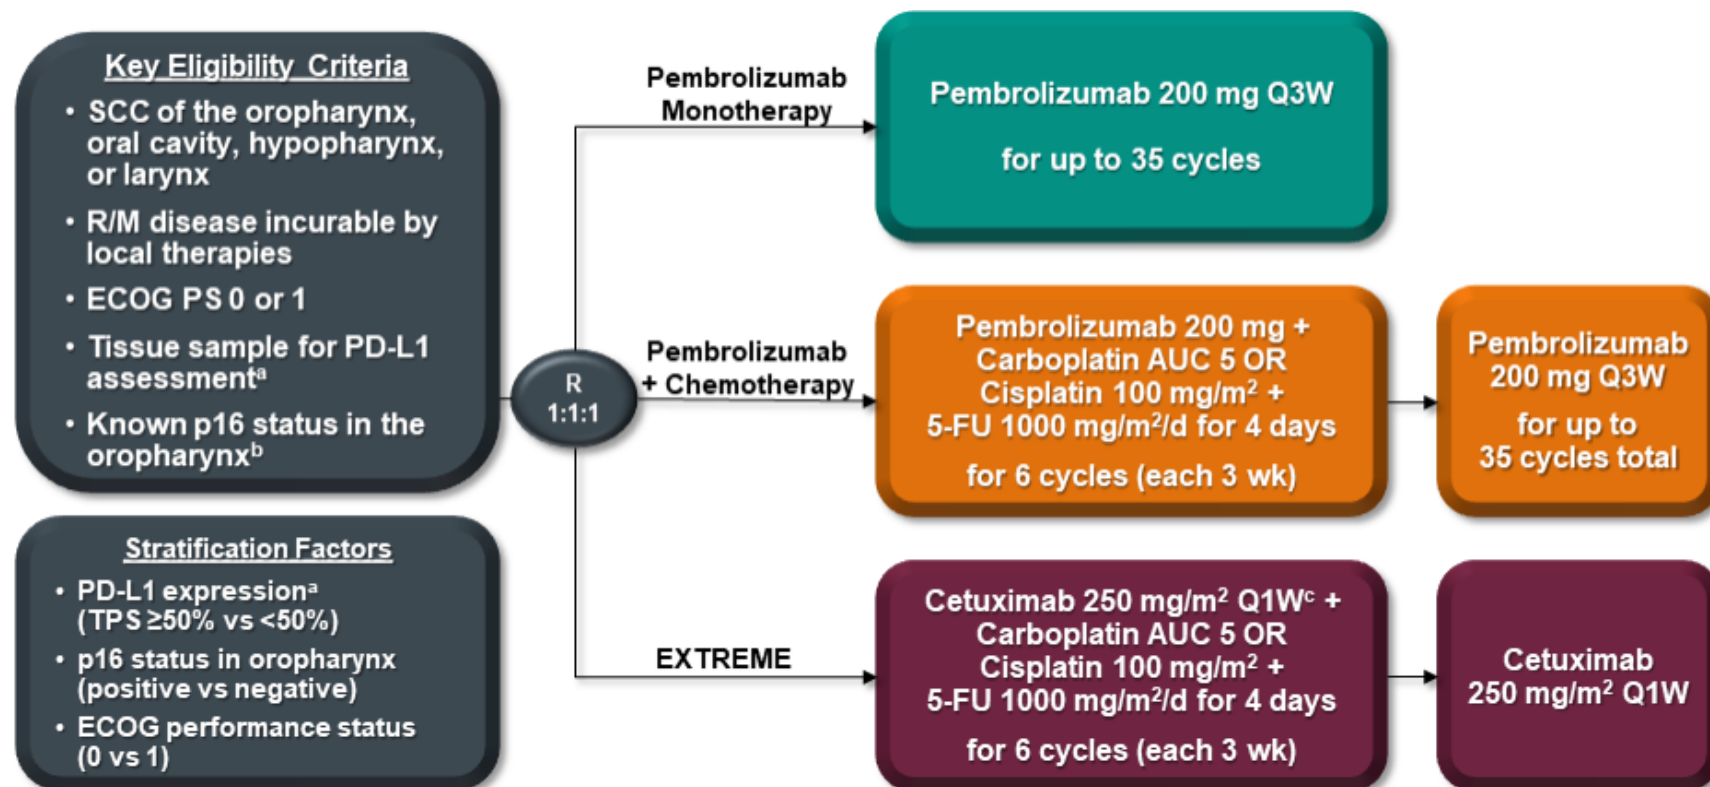 Key Eligibility Criteria
• SCC of the oropharynx,
oral cavity, hypopharynx,
or larynx
• R/M disease incurable by
local therapies
• ECOG PS 0 or 1
• Tissue sample for PD-L1
assessmentᵃ
• Known p16 status in the
oropharynxᵇ
Stratification Factors
• PD-L1 expressionᵃ
(TPS ≥50% vs <50%)
• p16 status in oropharynx
(positive vs negative)
• ECOG performance status
(0 vs 1)
R
1:1:1
Pembrolizumab
Monotherapy
Pembrolizumab 200 mg Q3W
for up to 35 cycles
Pembrolizumab
+ Chemotherapy
Pembrolizumab 200 mg +
Carboplatin AUC 5 OR
Cisplatin 100 mg/m² +
5-FU 1000 mg/m²/d for 4 days
for 6 cycles (each 3 wk)
Pembrolizumab
200 mg Q3W
for up to
35 cycles total
EXTREME
Cetuximab 250 mg/m² Q1Wᶜ +
Carboplatin AUC 5 OR
Cisplatin 100 mg/m² +
5-FU 1000 mg/m²/d for 4 days
for 6 cycles (each 3 wk)
Cetuximab
250 mg/m² Q1W